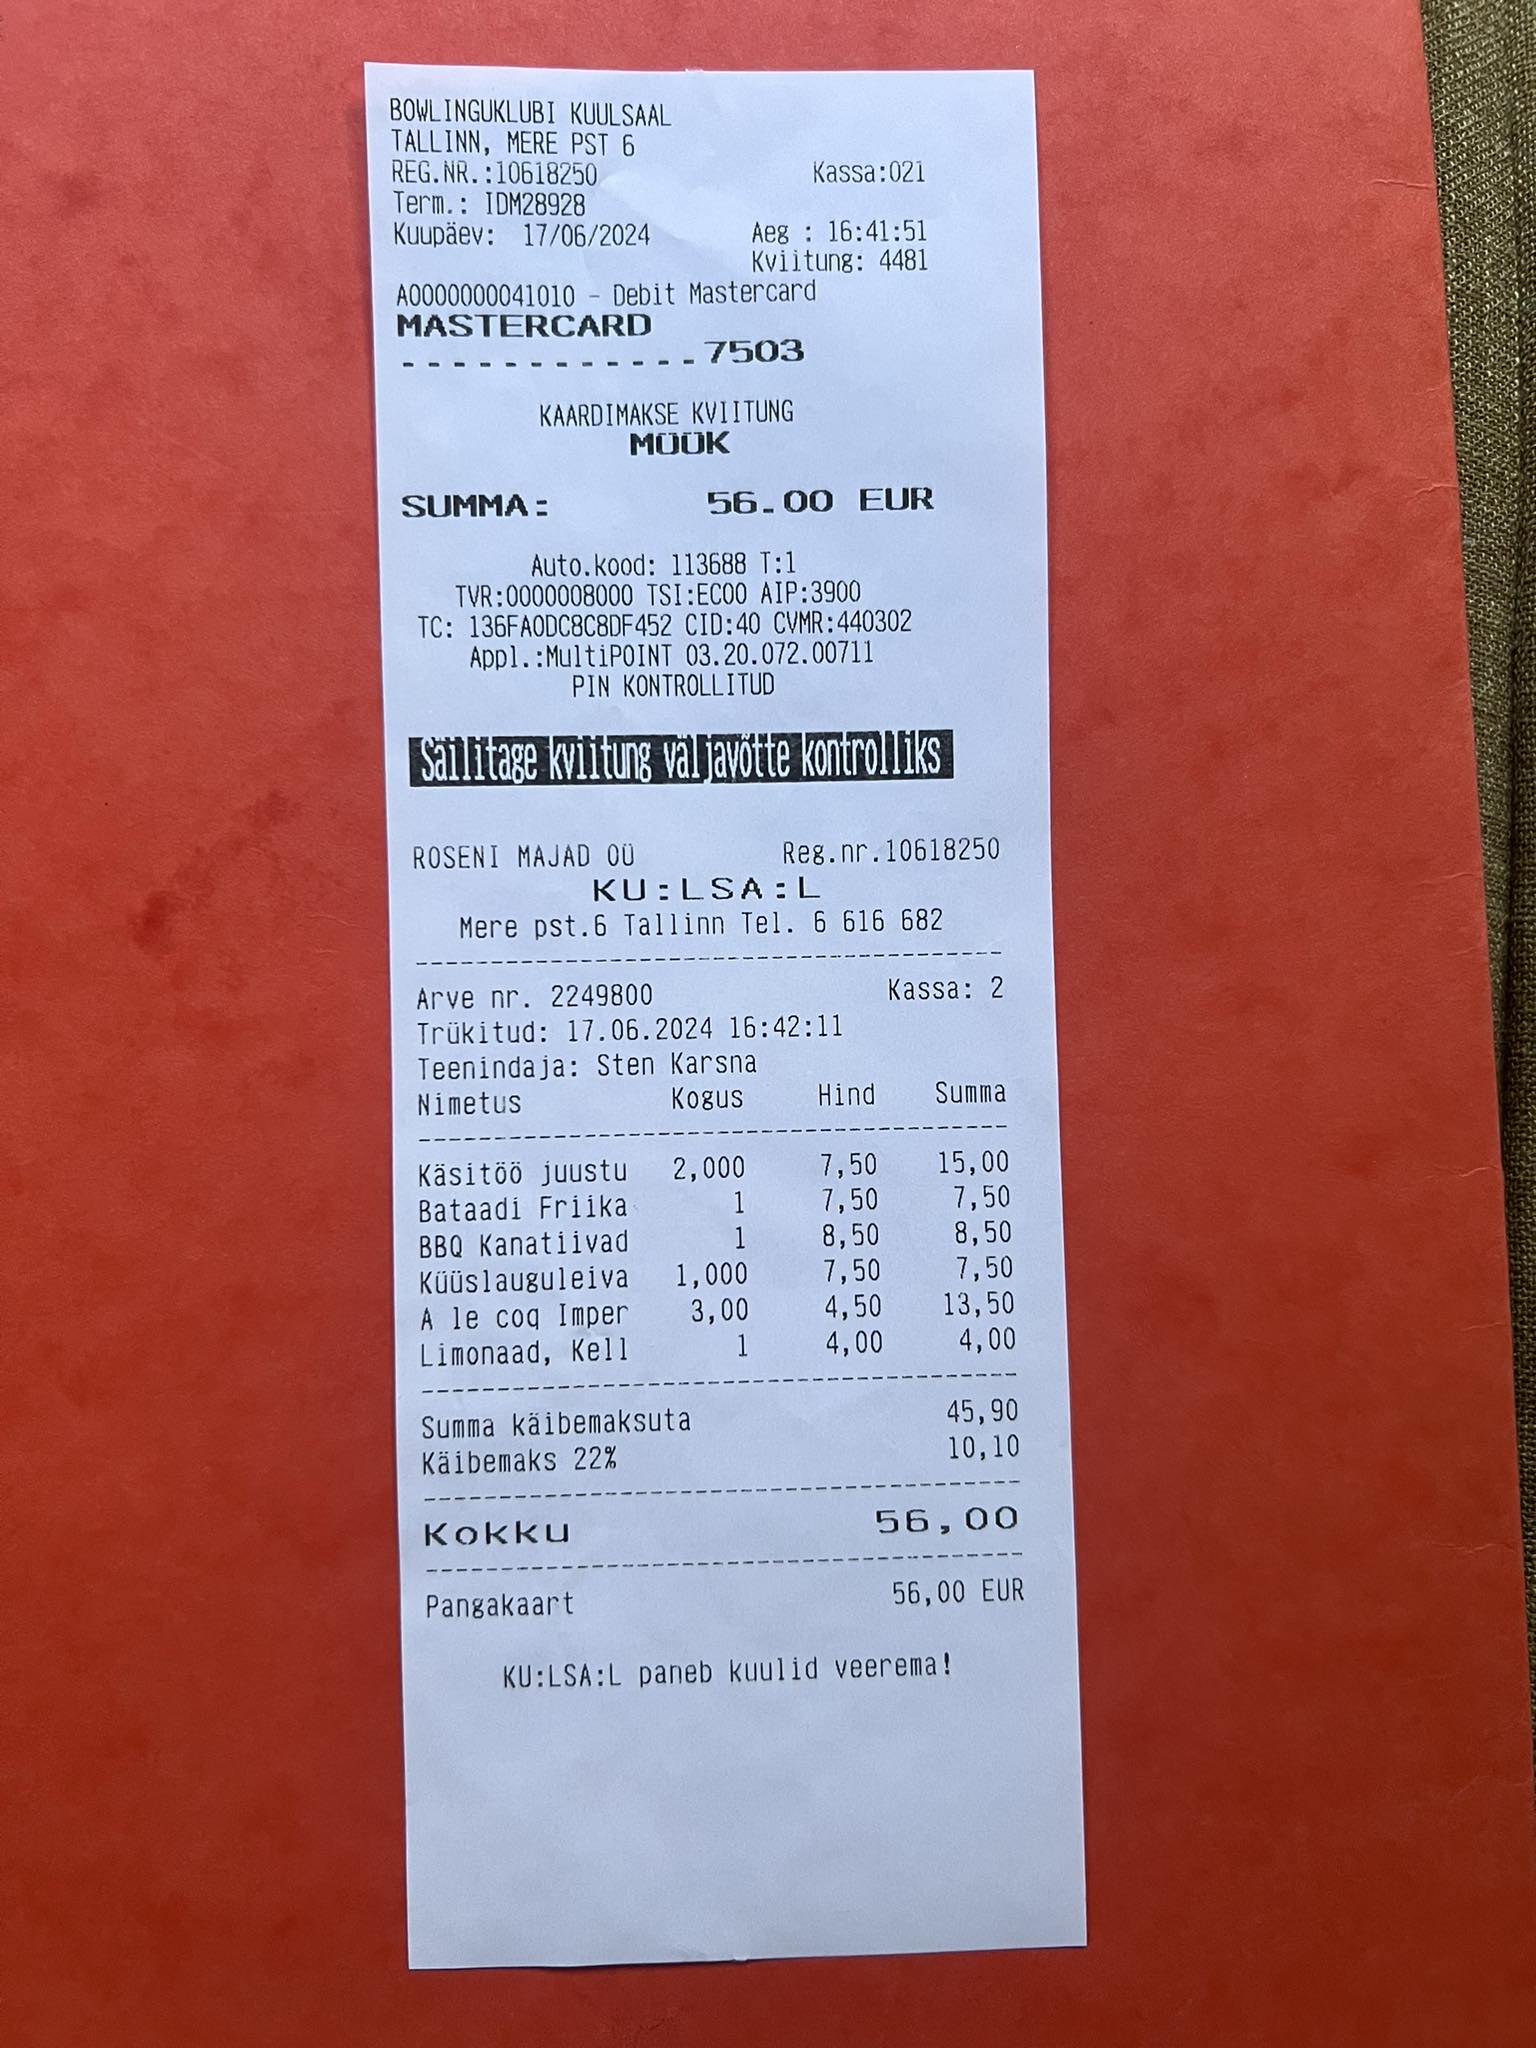 BOWLINGUKLUBI KUULSAAL
TALLINN, MERE PST 6
REG.NR.:10618250 Kassa:021
Term.: IDM28928
Kuupäev: 17/06/2024 Aeg : 16:41:51
Kviitung: 4481
A0000000041010 - Debit Mastercard
MASTERCARD
............7503
KAARDIMAKSE KVIITUNG
MÜÜK
SUMMA: 56.00 EUR
Auto.kood: 113688 T:1
TVR:0000008000 TSI:EC00 AIP:3900
TC: 136FA0DC8C8DF452 CID:40 CVMR:440302
Appl.:MultiPOINT 03.20.072.00711
PIN KONTROLLITUD
Säilitage kviitung väljavõtte kontrolliks
ROSENI MAJAD OÜ Reg.nr.10618250
KU:LSA:L
Mere pst.6 Tallinn Tel. 6 616 682
Arve nr. 2249800 Kassa: 2
Trükitud: 17.06.2024 16:42:11
Teenindaja: Sten Karsna
Nimetus Kogus Hind Summa
Käsitöö juustu 2,000 7,50 15,00
Bataadi Friika 1 7,50 7,50
BBQ Kanatiivad 1 8,50 8,50
Küüslauguleiva 1,000 7,50 7,50
A le coq Imper 3,00 4,50 13,50
Limonaad, Kell 1 4,00 4,00
Summa käibemaksuta 45,90
Käibemaks 22% 10,10
Kokku 56,00
Pangakaart 56,00 EUR
KU:LSA:L paneb kuulid veerema!